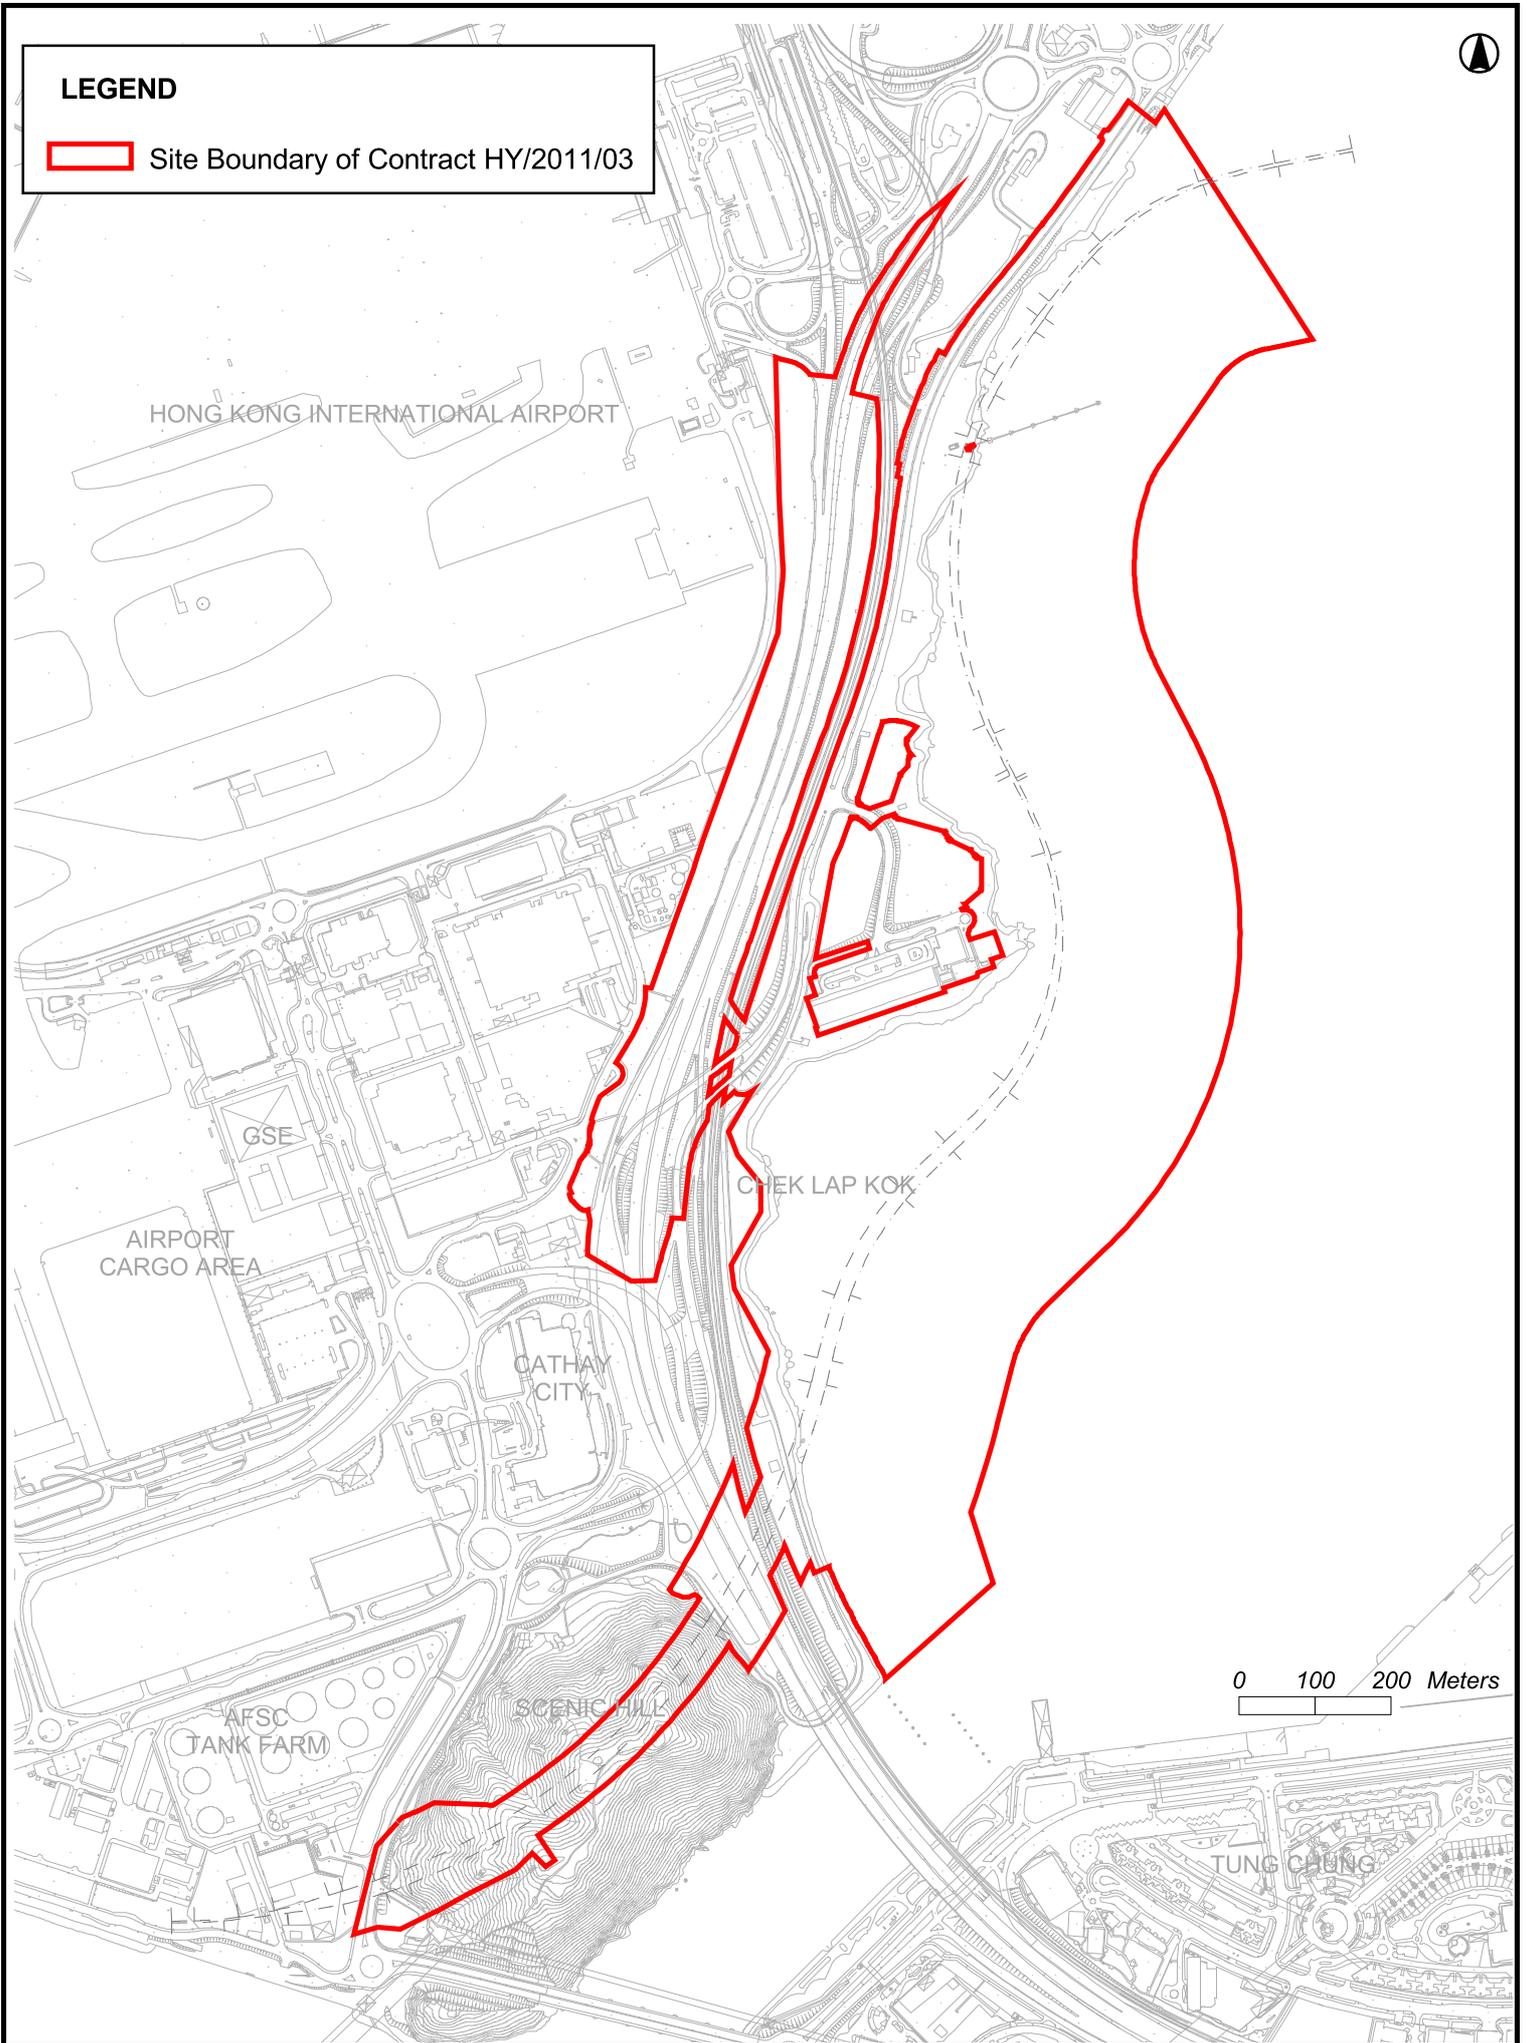 LEGEND
Site Boundary of Contract HY/2011/03
HONG KONG INTERNATIONAL AIRPORT
GSE
CHEK LAP KOK
AIRPORT
CARGO AREA
CATHAY
CITY
SCENIC HILL
AFSC
TANK FARM
0 100 200 Meters
TUNG CHUNG